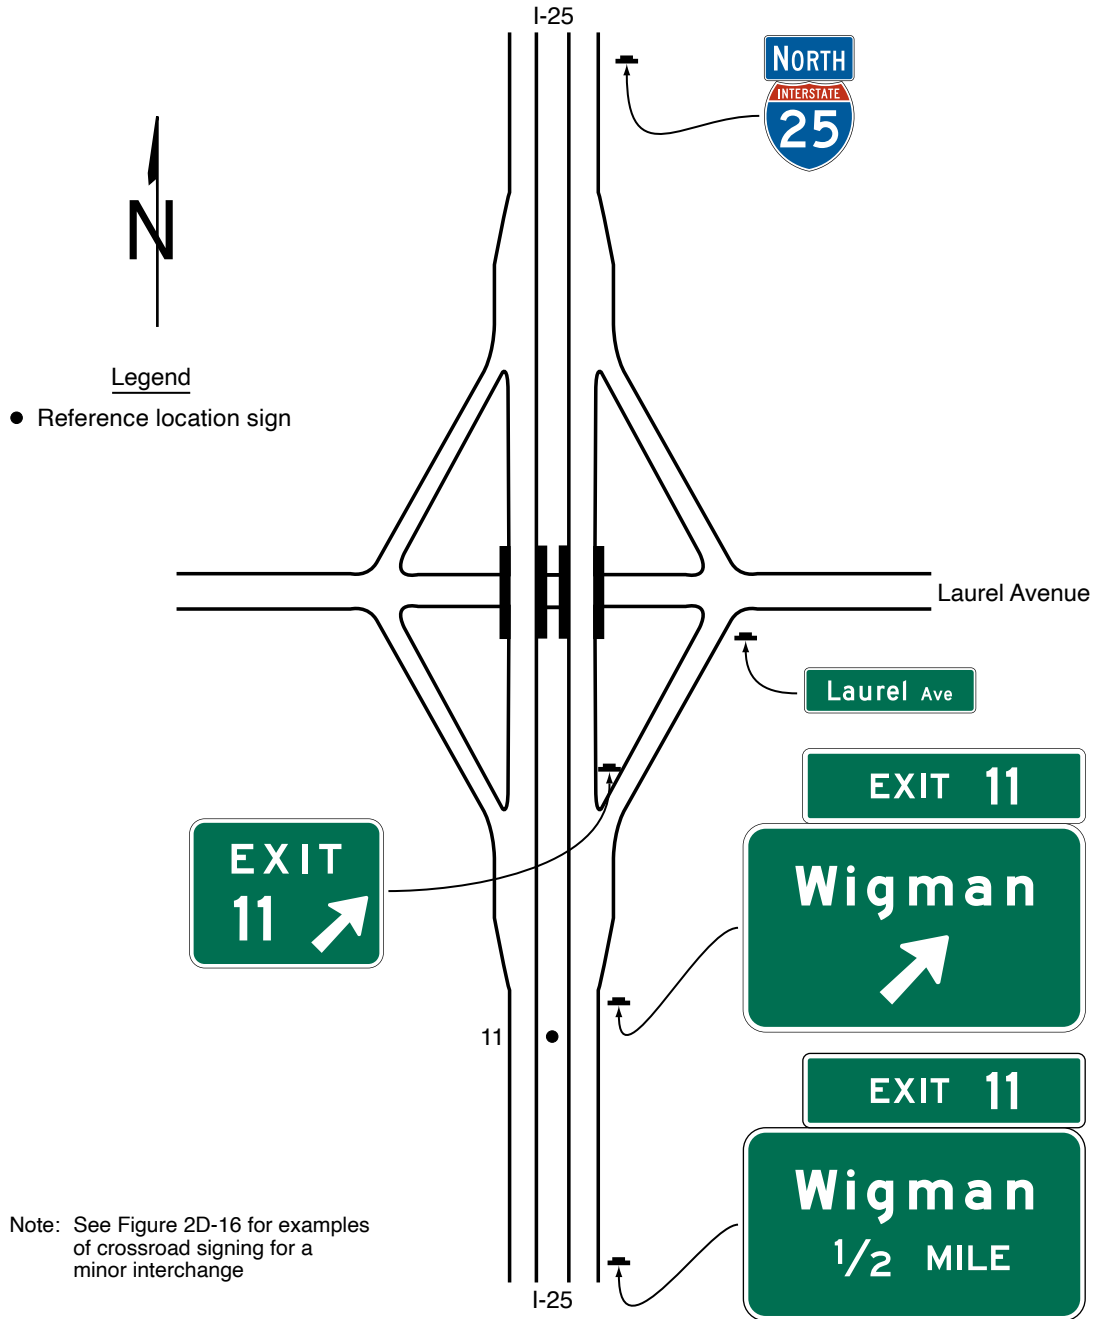 I-25
NORTH
INTERSTATE
25
N
Legend
● Reference location sign
Laurel Avenue
Laurel Ave
EXIT 11
Wigman
EXIT
11
11
EXIT 11
Wigman
1/2 MILE
Note: See Figure 2D-16 for examples
of crossroad signing for a
minor interchange
I-25